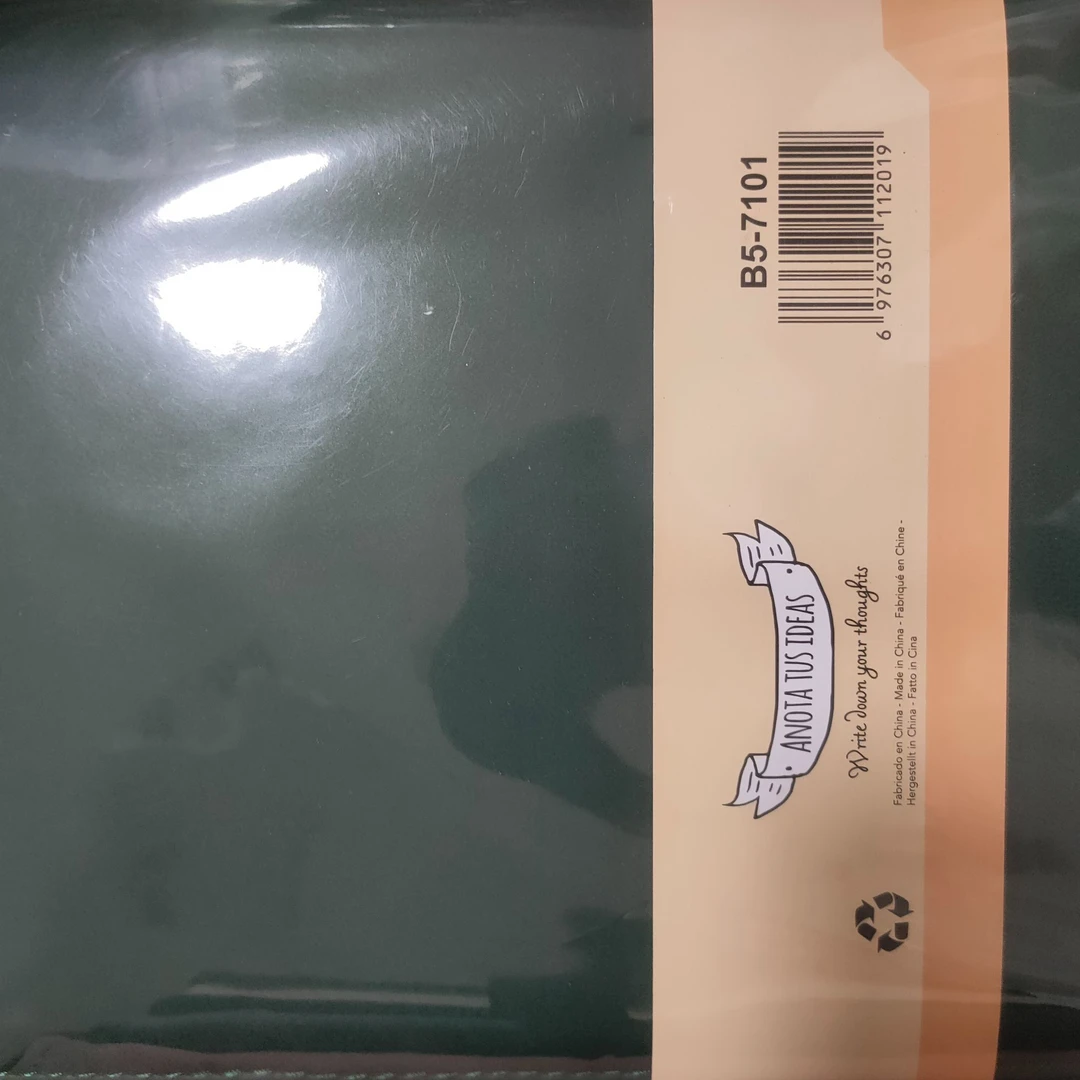 B5-7101
6 976307 112019
ANOTA TUS IDEAS
Write down your thoughts
Fabricado en China - Made in China - Fabriqué en Chine -
Hergestellt in China - Fatto in Cina